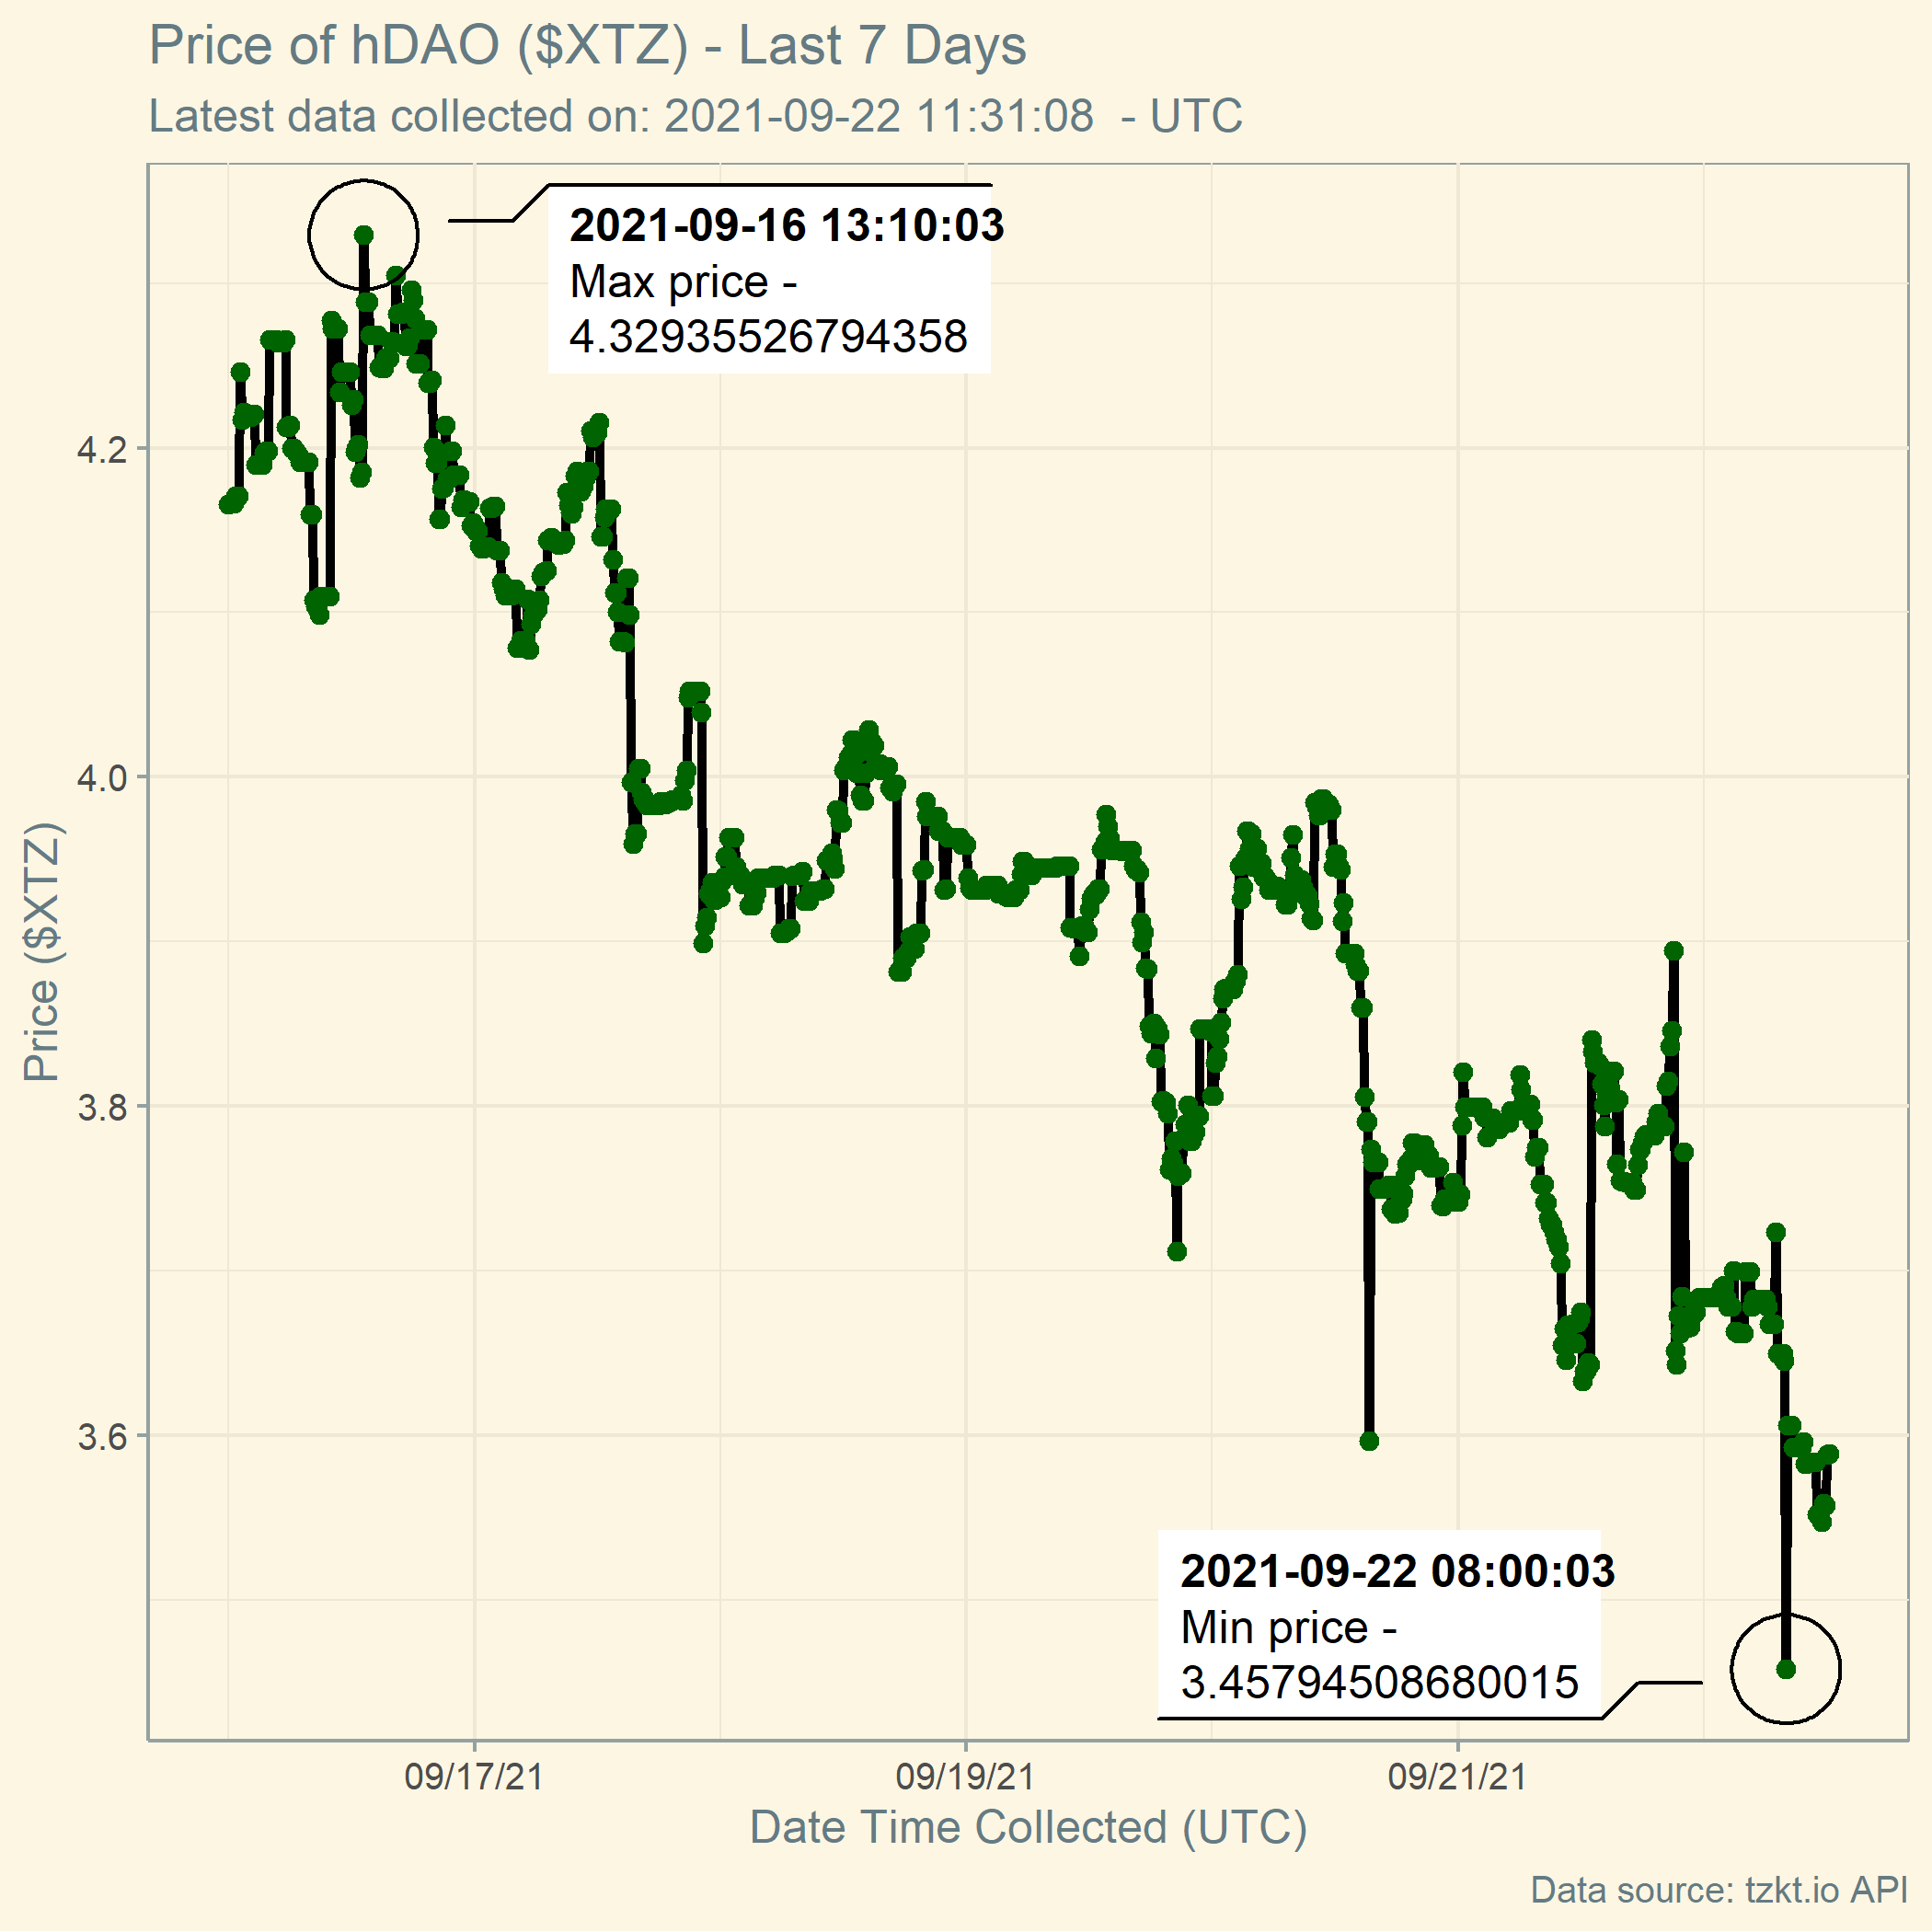 Price of hDAO ($XTZ) - Last 7 Days
Latest data collected on: 2021-09-22 11:31:08  - UTC
2021-09-16 13:10:03
Max price -
4.32935526794358
4.2
4.0
3.8
3.6
Price ($XTZ)
2021-09-22 08:00:03
Min price -
3.45794508680015
09/17/21
09/19/21
09/21/21
Date Time Collected (UTC)
Data source: tzkt.io API